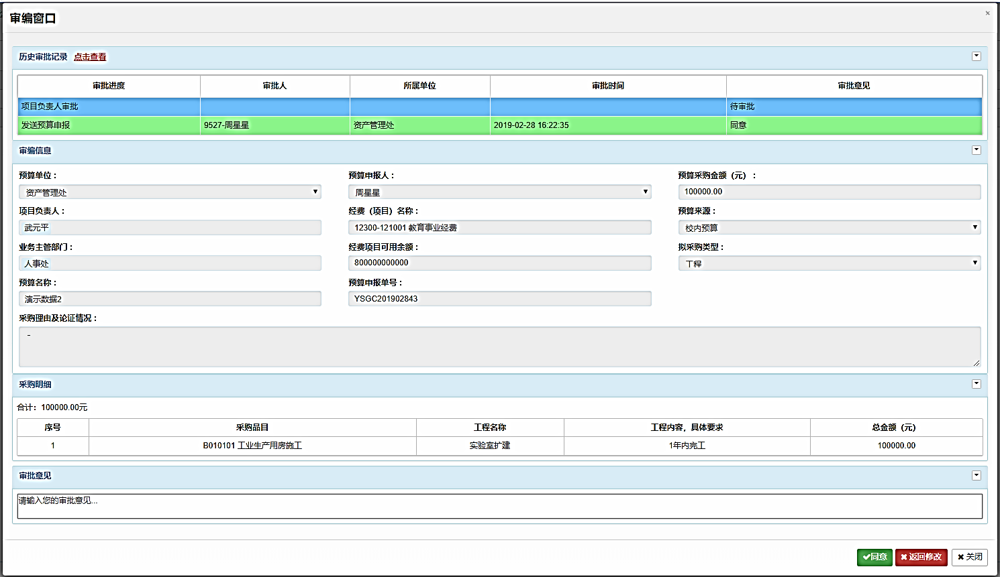 审编窗口
×
历史审批记录 点击查看
审批进度 审批人 所属单位 审批时间 审批意见
项目负责人审批 待审批
发送预算申报 9527-周星星 资产管理处 2019-02-28 16:22:35 同意
审编信息
预算单位： 预算申报人： 预算采购金额（元）：
资产管理处 周星星 100000.00
项目负责人： 经费（项目）名称： 预算来源：
武元平 12300-121001 教育事业经费 校内预算
业务主管部门： 经费项目可用余额： 拟采购类型：
人事处 800000000000 工程
预算名称： 预算申报单号：
演示数据2 YSGC201902843
采购理由及论证情况：
-
采购明细
合计：100000.00元
序号 采购品目 工程名称 工程内容，具体要求 总金额（元）
1 B010101 工业生产用房施工 实验室扩建 1年内完工 100000.00
审批意见
请输入您的审批意见...
✔同意 ✖返回修改 ✖关闭